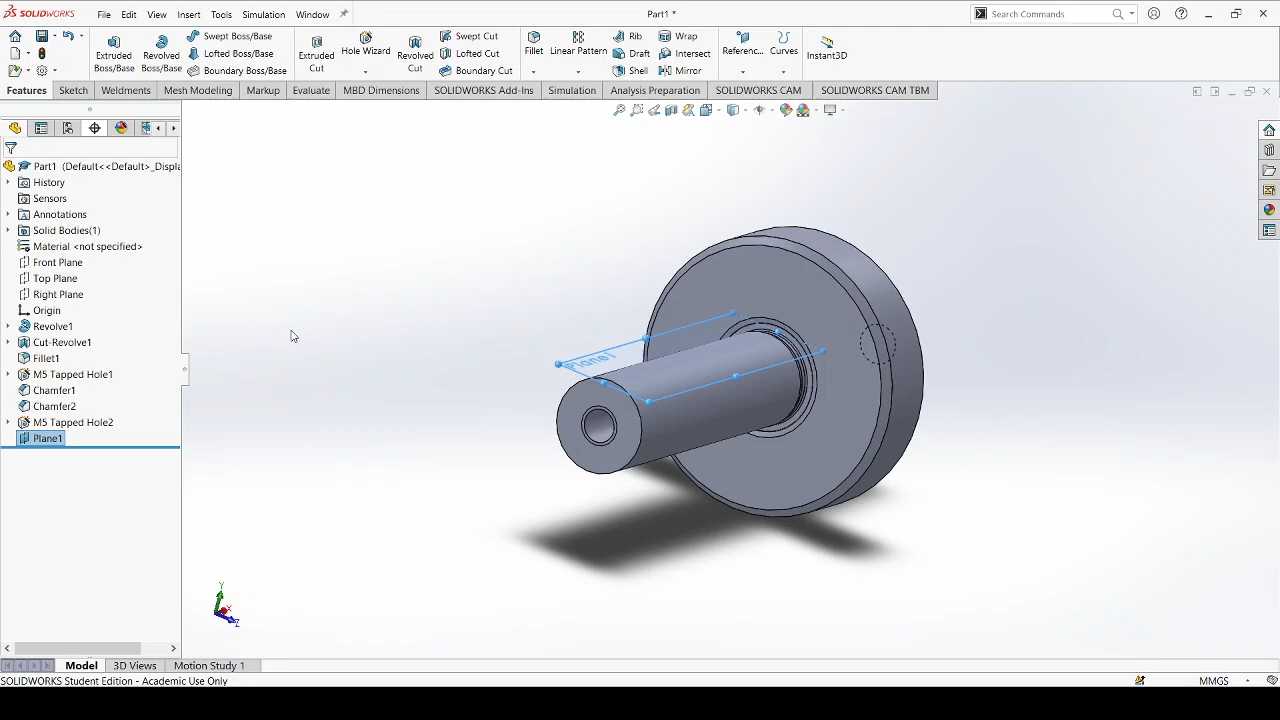 SOLIDWORKS
File Edit View Insert Tools Simulation Window
Part1 *
Search Commands
Extruded Boss/Base
Revolved Boss/Base
Swept Boss/Base
Lofted Boss/Base
Boundary Boss/Base
Extruded Cut
Hole Wizard
Revolved Cut
Swept Cut
Lofted Cut
Boundary Cut
Fillet
Linear Pattern
Rib
Draft
Shell
Wrap
Intersect
Mirror
Referenc...
Curves
Instant3D
Features Sketch Weldments Mesh Modeling Markup Evaluate MBD Dimensions SOLIDWORKS Add-Ins Simulation Analysis Preparation SOLIDWORKS CAM SOLIDWORKS CAM TBM
Part1 (Default<<Default>_Displa
History
Sensors
Annotations
Solid Bodies(1)
Material <not specified>
Front Plane
Top Plane
Right Plane
Origin
Revolve1
Cut-Revolve1
Fillet1
M5 Tapped Hole1
Chamfer1
Chamfer2
M5 Tapped Hole2
Plane1
Plane1
Y
X
Z
Model 3D Views Motion Study 1
SOLIDWORKS Student Edition - Academic Use Only
MMGS